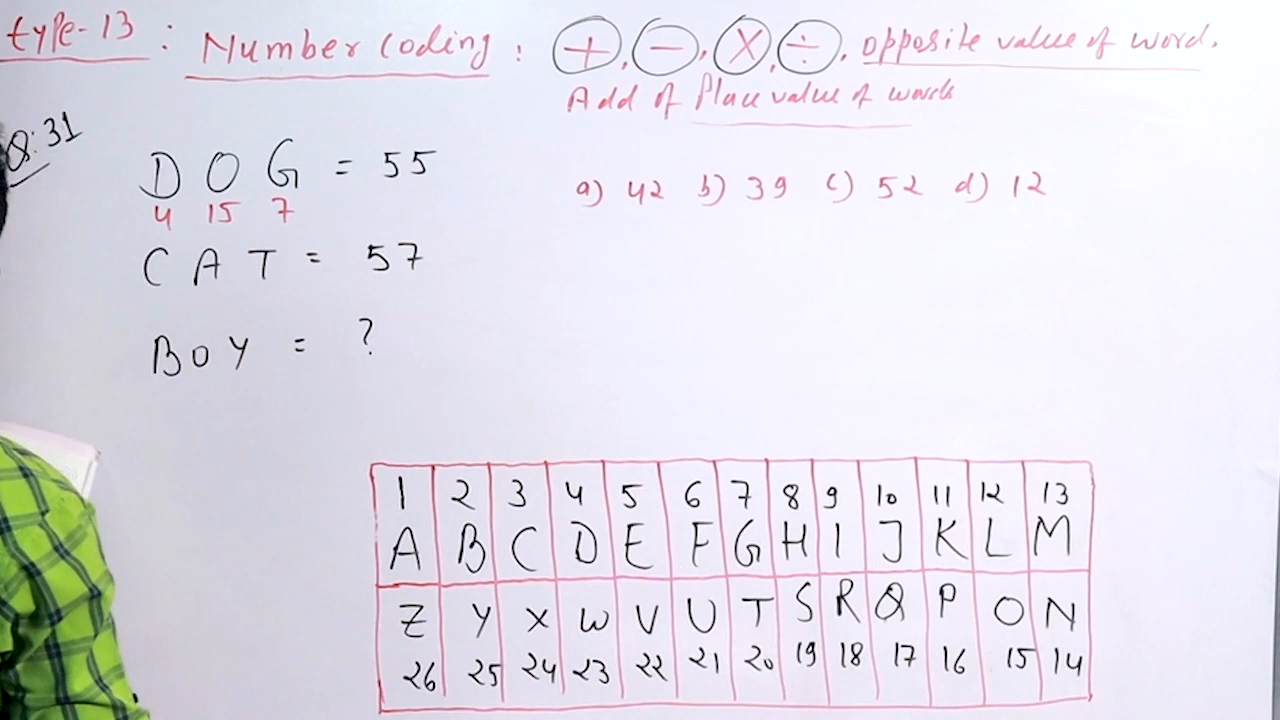 type-13 : Number Coding : +, -, ×, ÷, opposite value of word,
Add of Place value of words
8:31
D O G = 55
4 15 7
a) 42 b) 39 c) 52 d) 12
C A T = 57
B O Y = ?
1 2 3 4 5 6 7 8 9 10 11 12 13
A B C D E F G H I J K L M
Z Y X W V U T S R Q P O N
26 25 24 23 22 21 20 19 18 17 16 15 14